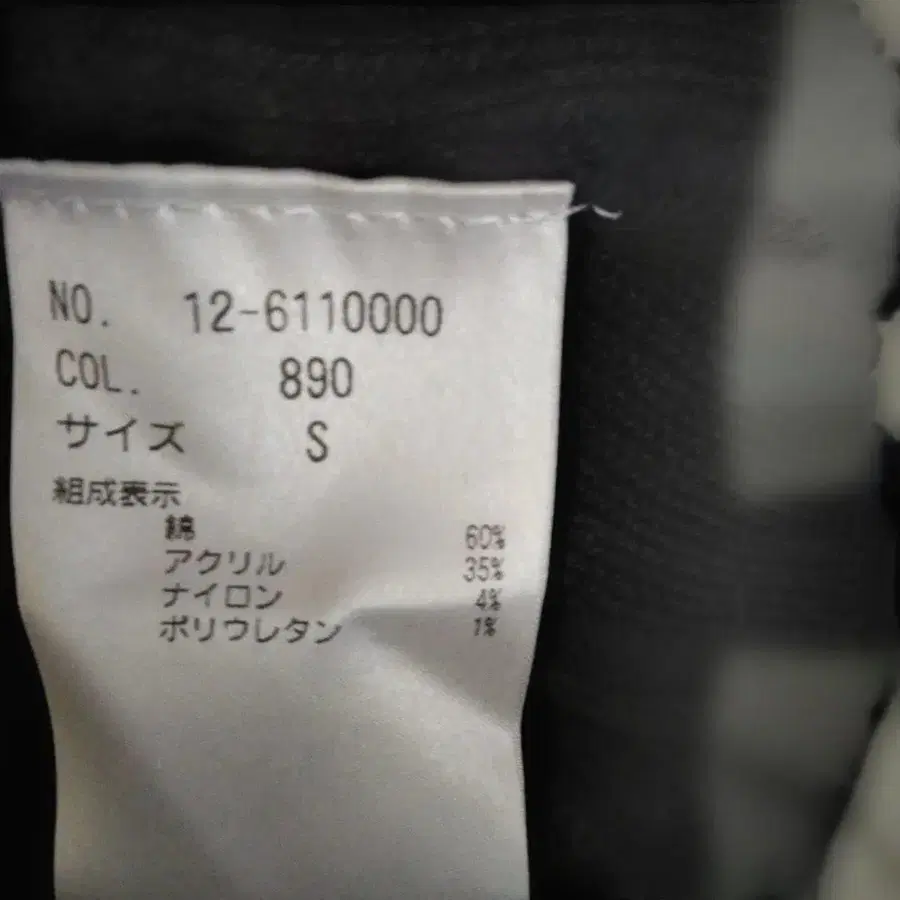 NO. 12-6110000
COL. 890
サイズ S
組成表示
綿 60%
アクリル 35%
ナイロン 4%
ポリウレタン 1%